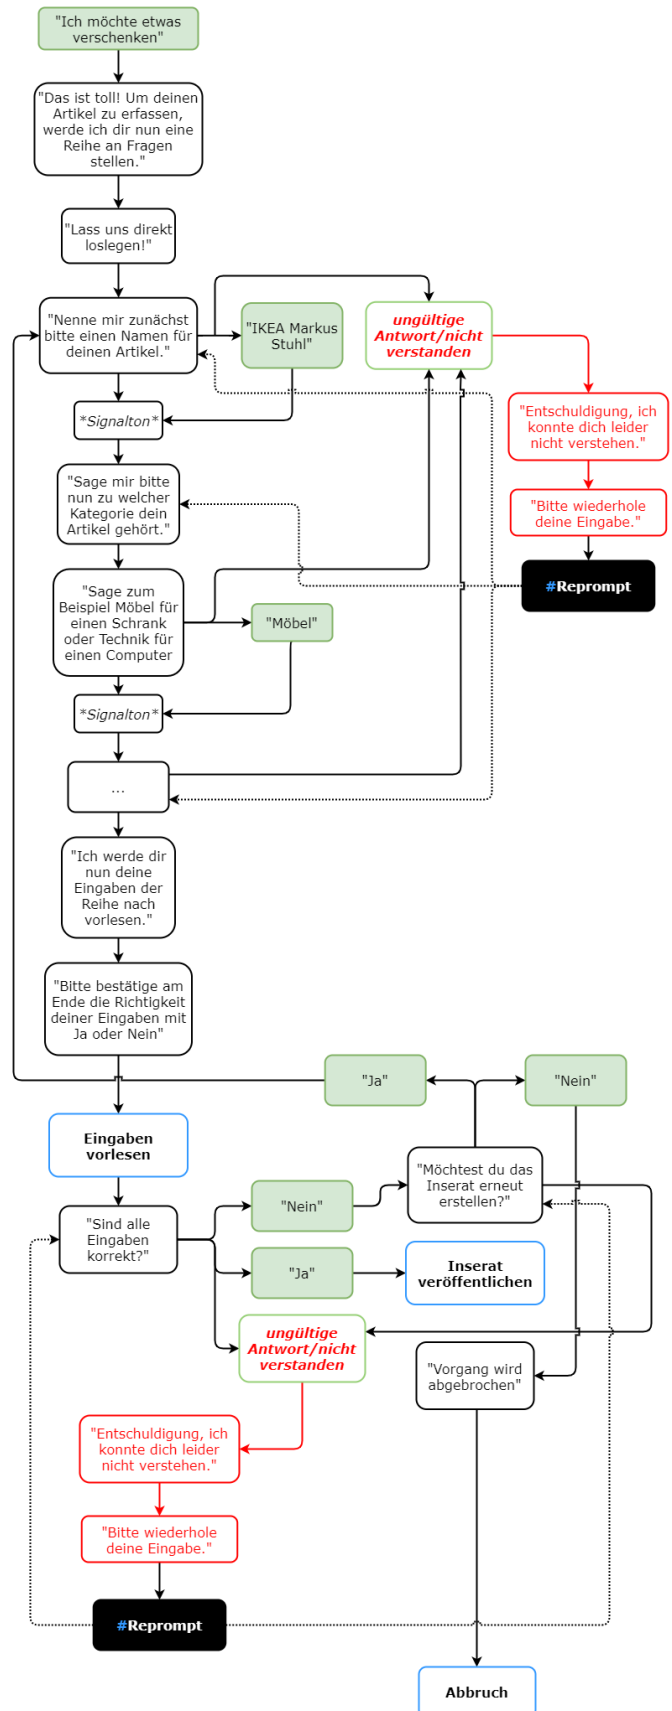 "Ich möchte etwas
verschenken"
"Das ist toll! Um deinen
Artikel zu erfassen,
werde ich dir nun eine
Reihe an Fragen
stellen."
"Lass uns direkt
loslegen!"
"Nenne mir zunächst
bitte einen Namen für
deinen Artikel."
"IKEA Markus
Stuhl"
ungültige
Antwort/nicht
verstanden
"Entschuldigung, ich
konnte dich leider
nicht verstehen."
"Bitte wiederhole
deine Eingabe."
#Reprompt
*Signalton*
"Sage mir bitte
nun zu welcher
Kategorie dein
Artikel gehört."
"Sage zum
Beispiel Möbel für
einen Schrank
oder Technik für
einen Computer
"Möbel"
*Signalton*
...
"Ich werde dir
nun deine
Eingaben der
Reihe nach
vorlesen."
"Bitte bestätige am
Ende die Richtigkeit
deiner Eingaben mit
Ja oder Nein"
"Ja"
"Nein"
Eingaben
vorlesen
"Möchtest du das
Inserat erneut
erstellen?"
"Sind alle
Eingaben
korrekt?"
"Nein"
"Ja"
Inserat
veröffentlichen
ungültige
Antwort/nicht
verstanden
"Vorgang wird
abgebrochen"
"Entschuldigung, ich
konnte dich leider
nicht verstehen."
"Bitte wiederhole
deine Eingabe."
#Reprompt
Abbruch